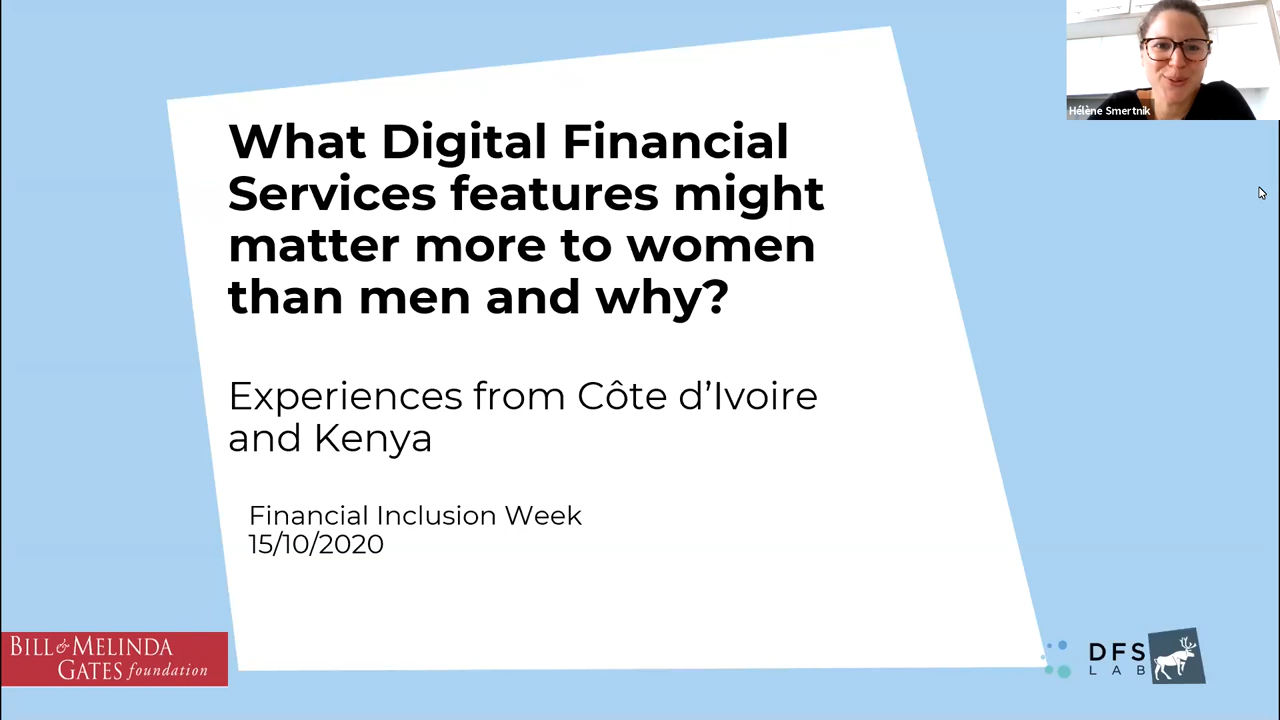 What Digital Financial
Services features might
matter more to women
than men and why?
Experiences from Côte d’Ivoire
and Kenya
Financial Inclusion Week
15/10/2020
Hélène Smertnik
BILL & MELINDA
GATES foundation
DFS
LAB